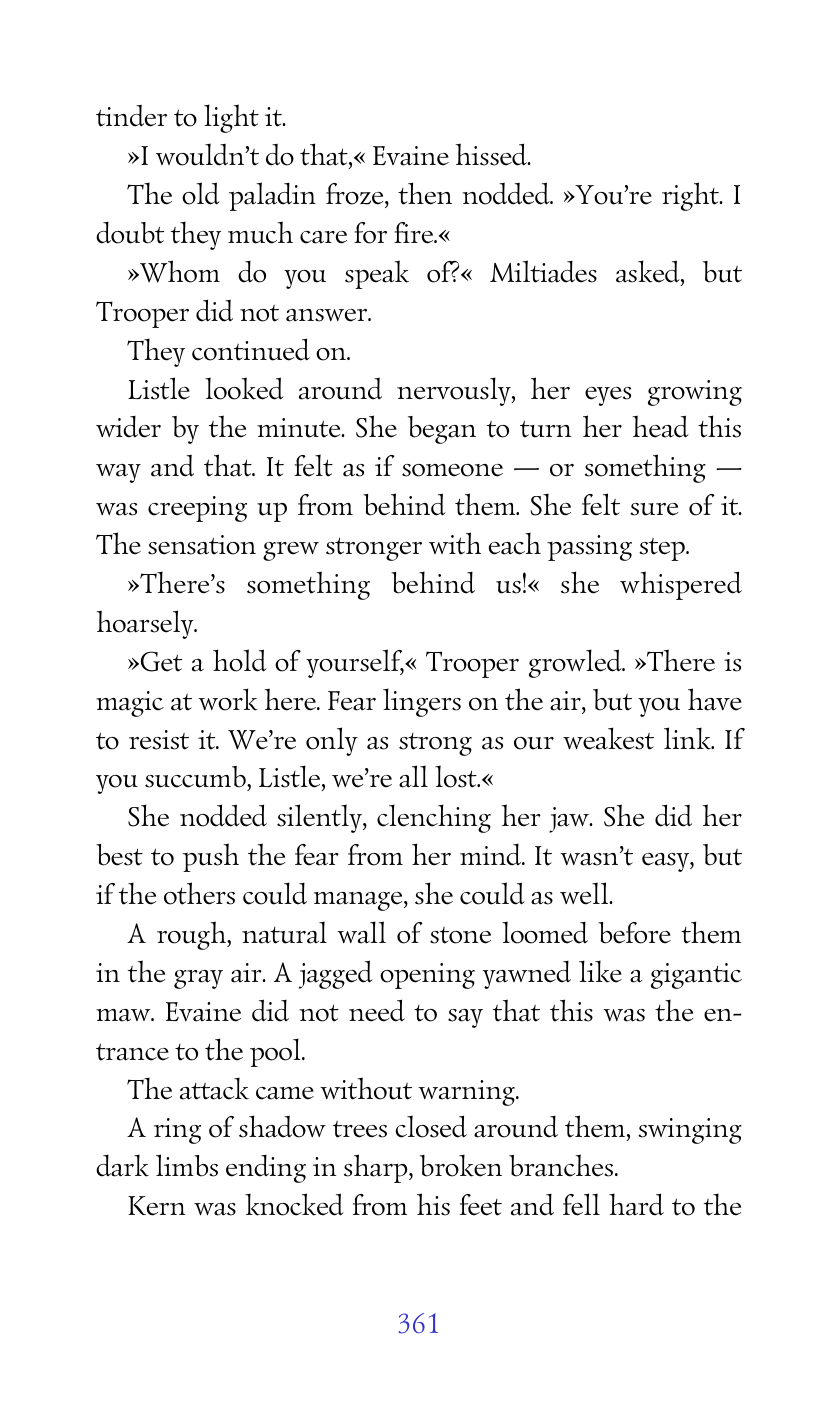 tinder to light it.
»I wouldn’t do that,« Evaine hissed.
The old paladin froze, then nodded. »You’re right. I
doubt they much care for fire.«
»Whom do you speak of?« Miltiades asked, but
Trooper did not answer.
They continued on.
Listle looked around nervously, her eyes growing
wider by the minute. She began to turn her head this
way and that. It felt as if someone — or something —
was creeping up from behind them. She felt sure of it.
The sensation grew stronger with each passing step.
»There’s something behind us!« she whispered
hoarsely.
»Get a hold of yourself,« Trooper growled. »There is
magic at work here. Fear lingers on the air, but you have
to resist it. We’re only as strong as our weakest link. If
you succumb, Listle, we’re all lost.«
She nodded silently, clenching her jaw. She did her
best to push the fear from her mind. It wasn’t easy, but
if the others could manage, she could as well.
A rough, natural wall of stone loomed before them
in the gray air. A jagged opening yawned like a gigantic
maw. Evaine did not need to say that this was the en-
trance to the pool.
The attack came without warning.
A ring of shadow trees closed around them, swinging
dark limbs ending in sharp, broken branches.
Kern was knocked from his feet and fell hard to the
361